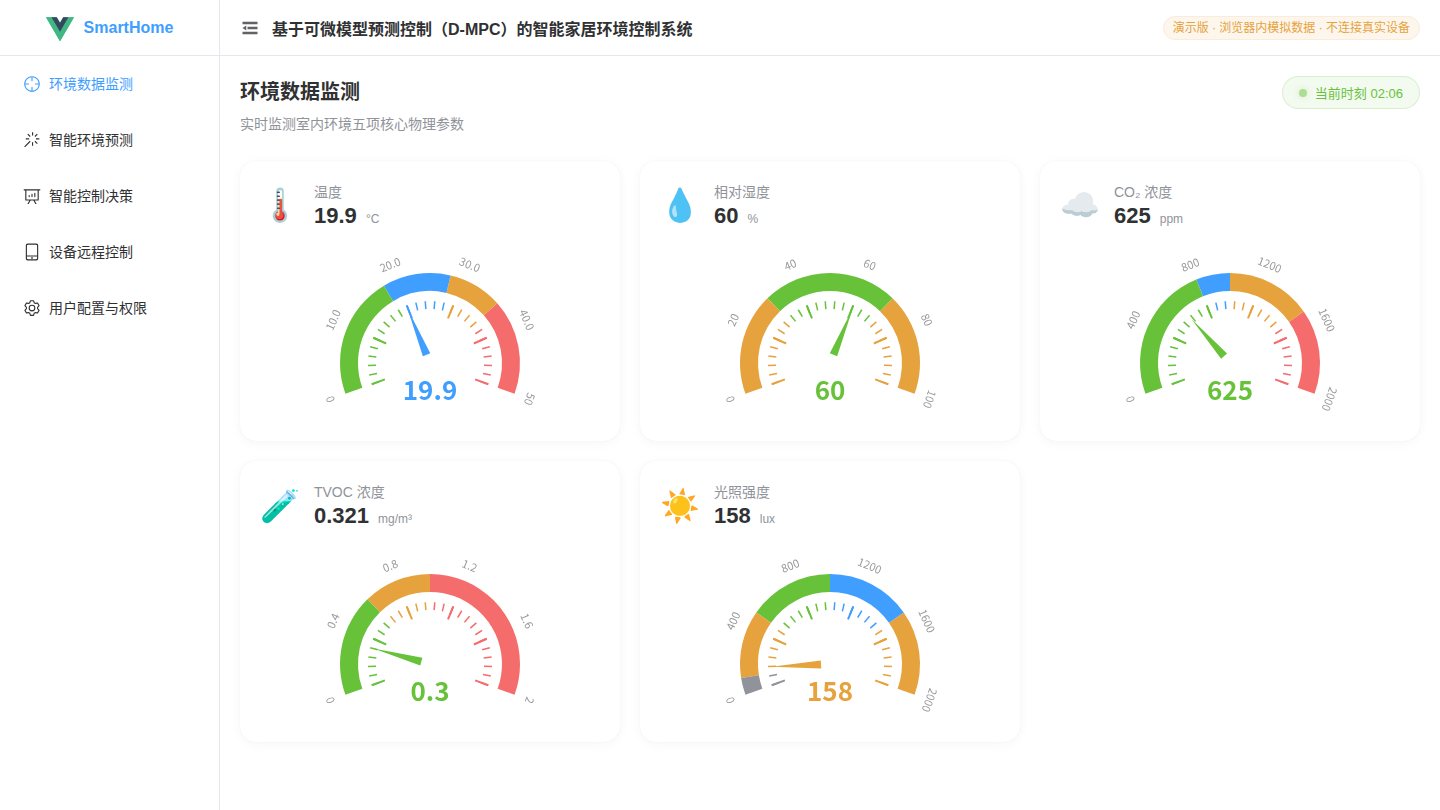 SmartHome
基于可微模型预测控制（D-MPC）的智能家居环境控制系统
演示版 · 浏览器内模拟数据 · 不连接真实设备
环境数据监测
智能环境预测
智能控制决策
设备远程控制
用户配置与权限
环境数据监测
当前时刻 02:06
实时监测室内环境五项核心物理参数
温度
19.9 °C
0
10.0
20.0
30.0
40.0
50
19.9
相对湿度
60 %
0
20
40
60
80
100
60
CO₂ 浓度
625 ppm
0
400
800
1200
1600
2000
625
TVOC 浓度
0.321 mg/m³
0
0.4
0.8
1.2
1.6
2
0.3
光照强度
158 lux
0
400
800
1200
1600
2000
158